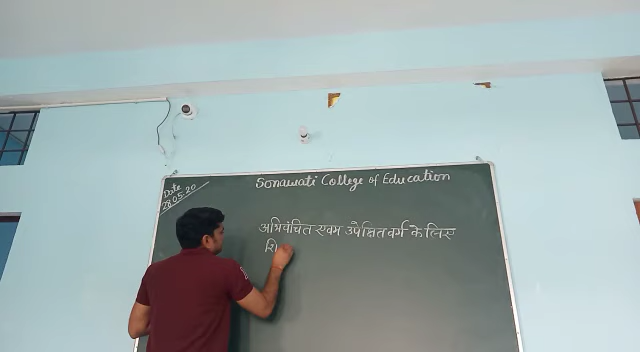 Date
28.05.20
Sonawati College of Education
अभिवंचित एवम उपेक्षित वर्ग के लिए
शि